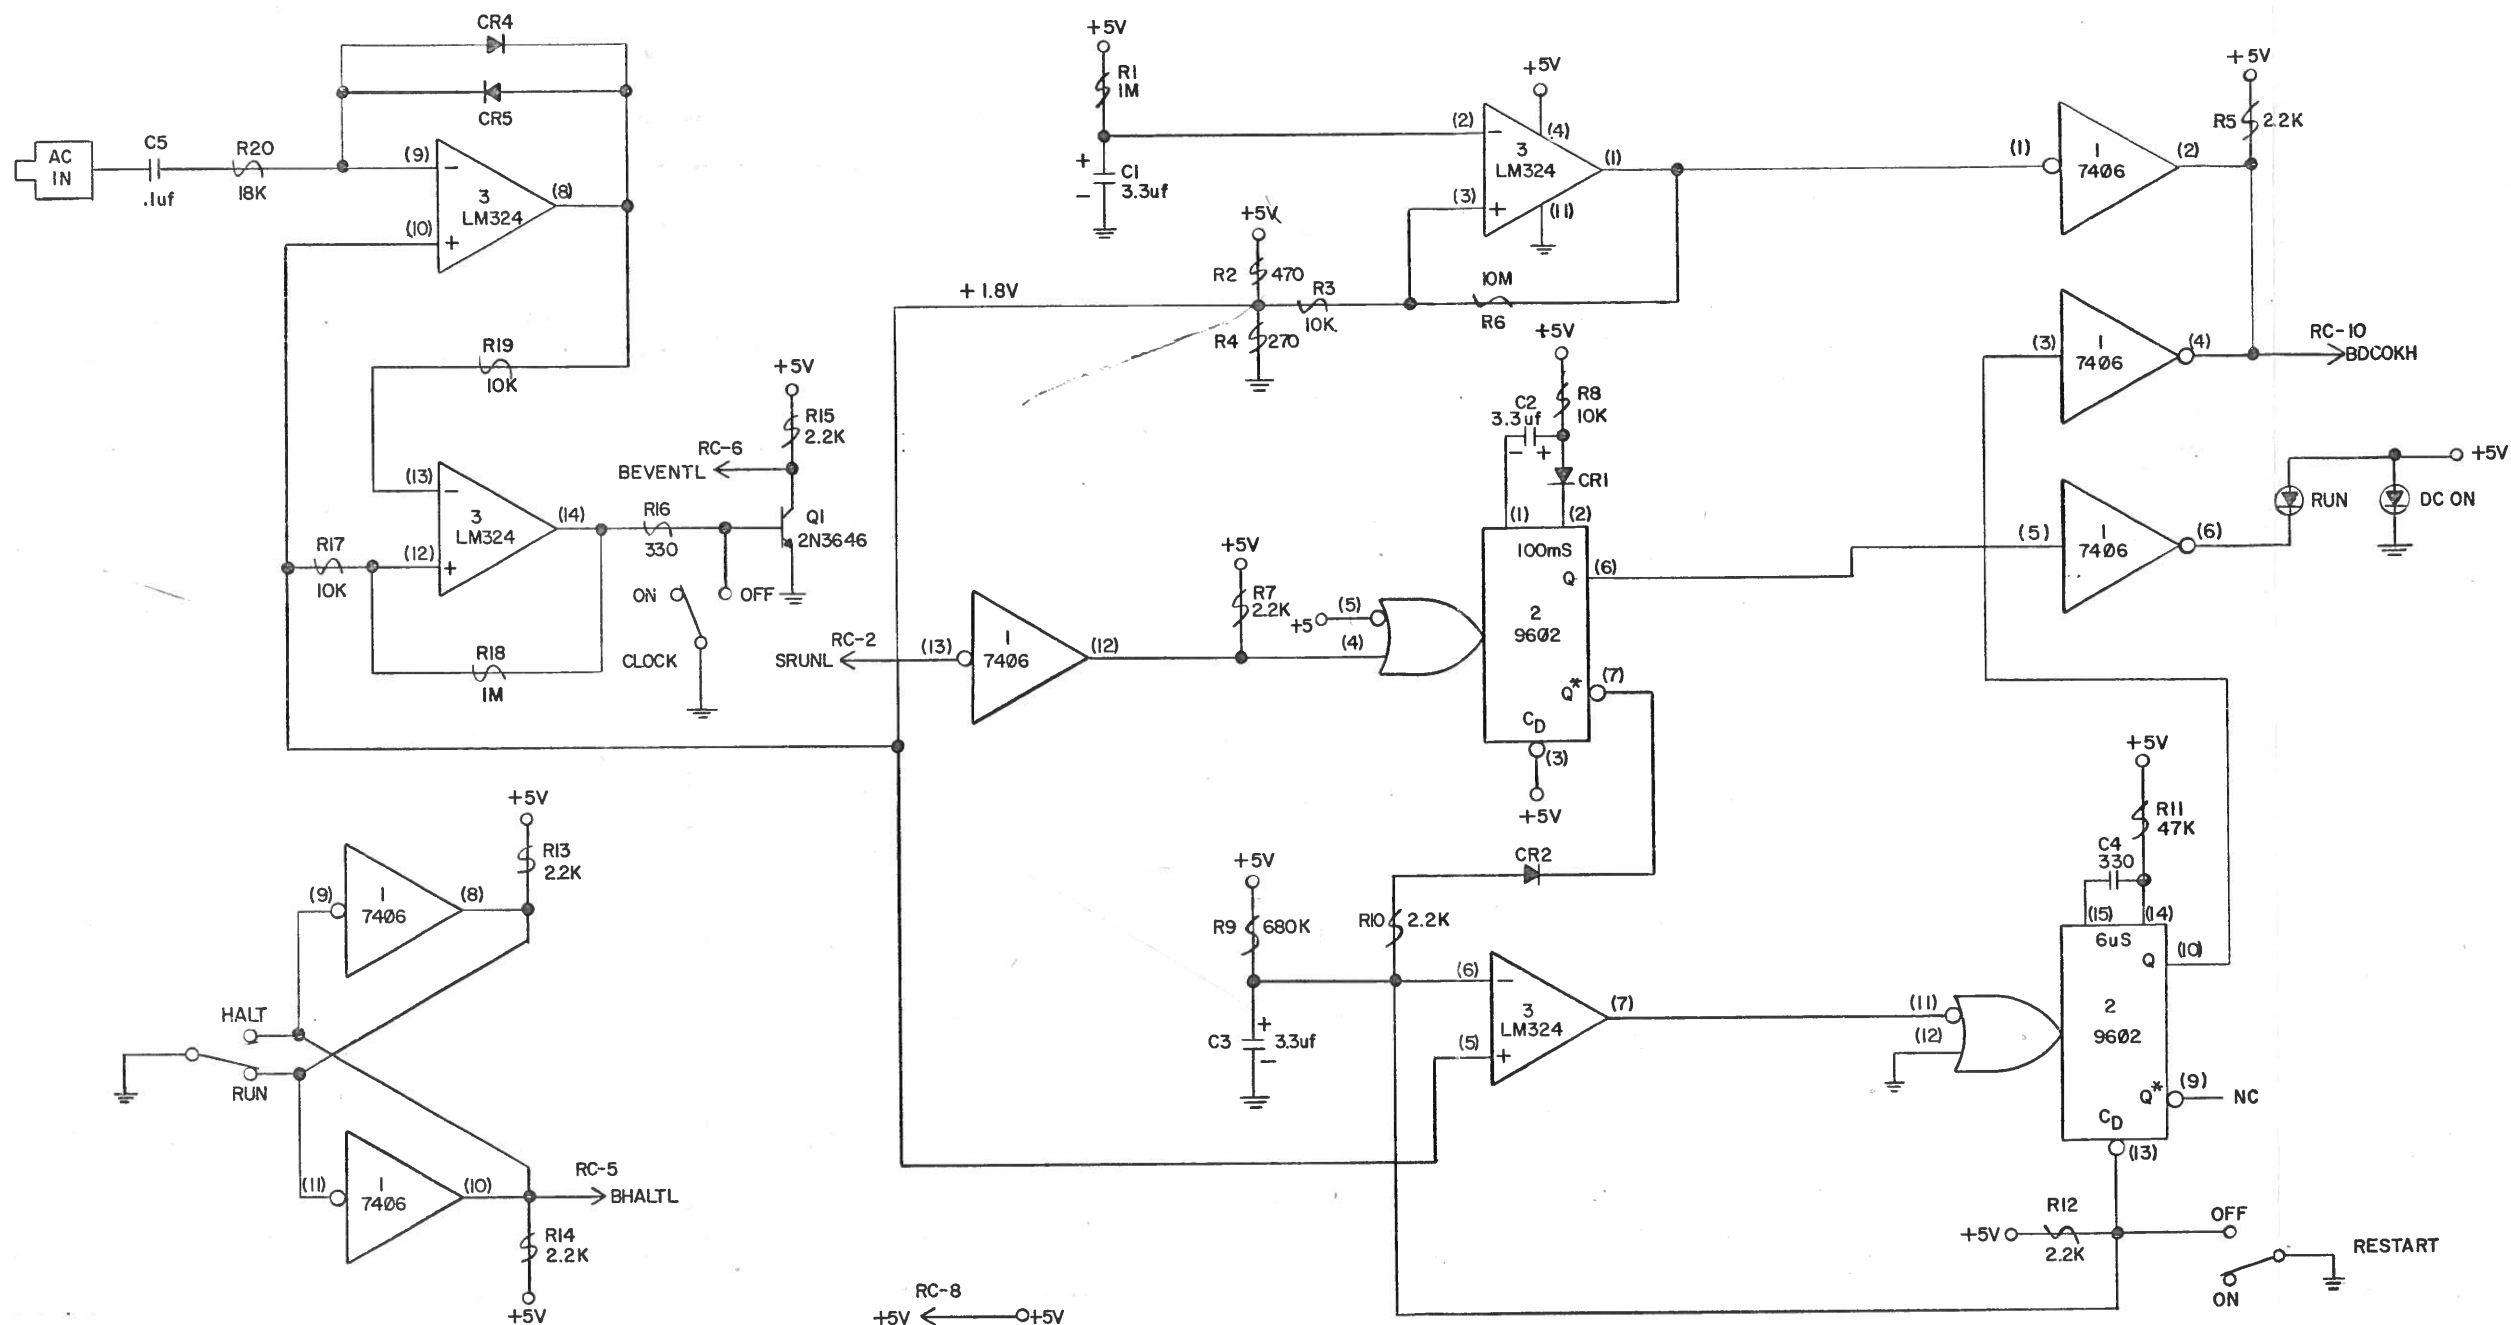 CR4
CR5
AC
IN
C5
.1uf
R20
18K
(9)
(10)
3
LM324
(8)
−
+
R19
10K
(13)
(12)
3
LM324
(14)
−
+
R17
10K
R18
1M
R16
330
RC-6
BEVENTL
+5V
R15
2.2K
Q1
2N3646
ON
OFF
CLOCK
+5V
R1
1M
+
−
C1
3.3uf
+5V
(2)
−
(4)
3
LM324
(1)
(3)
+
(11)
+5V
R2
470
+1.8V
R3
10K
R4
270
10M
R6
(1)
1
7406
(2)
+5V
R5
2.2K
(3)
1
7406
(4)
RC-10
BDCOKH
(5)
1
7406
(6)
RUN
DC ON
+5V
+5V
R8
10K
C2
3.3uf
−
+
CR1
(1)
(2)
100mS
Q
(6)
2
9602
Q*
(7)
CD
(3)
+5V
RC-2
SRUNL
(13)
1
7406
(12)
+5V
R7
2.2K
+5
(5)
(4)
CR2
+5V
R9
680K
R10
2.2K
C3
+
−
3.3uf
(6)
−
(5)
+
3
LM324
(7)
(11)
(12)
+5V
R11
47K
C4
330
(15)
(14)
6uS
Q
(10)
2
9602
Q*
(9)
NC
CD
(13)
R12
+5V
2.2K
OFF
RESTART
ON
+5V
R13
2.2K
(9)
1
7406
(8)
HALT
RUN
(11)
1
7406
(10)
RC-5
BHALTL
R14
2.2K
+5V
RC-8
+5V
+5V